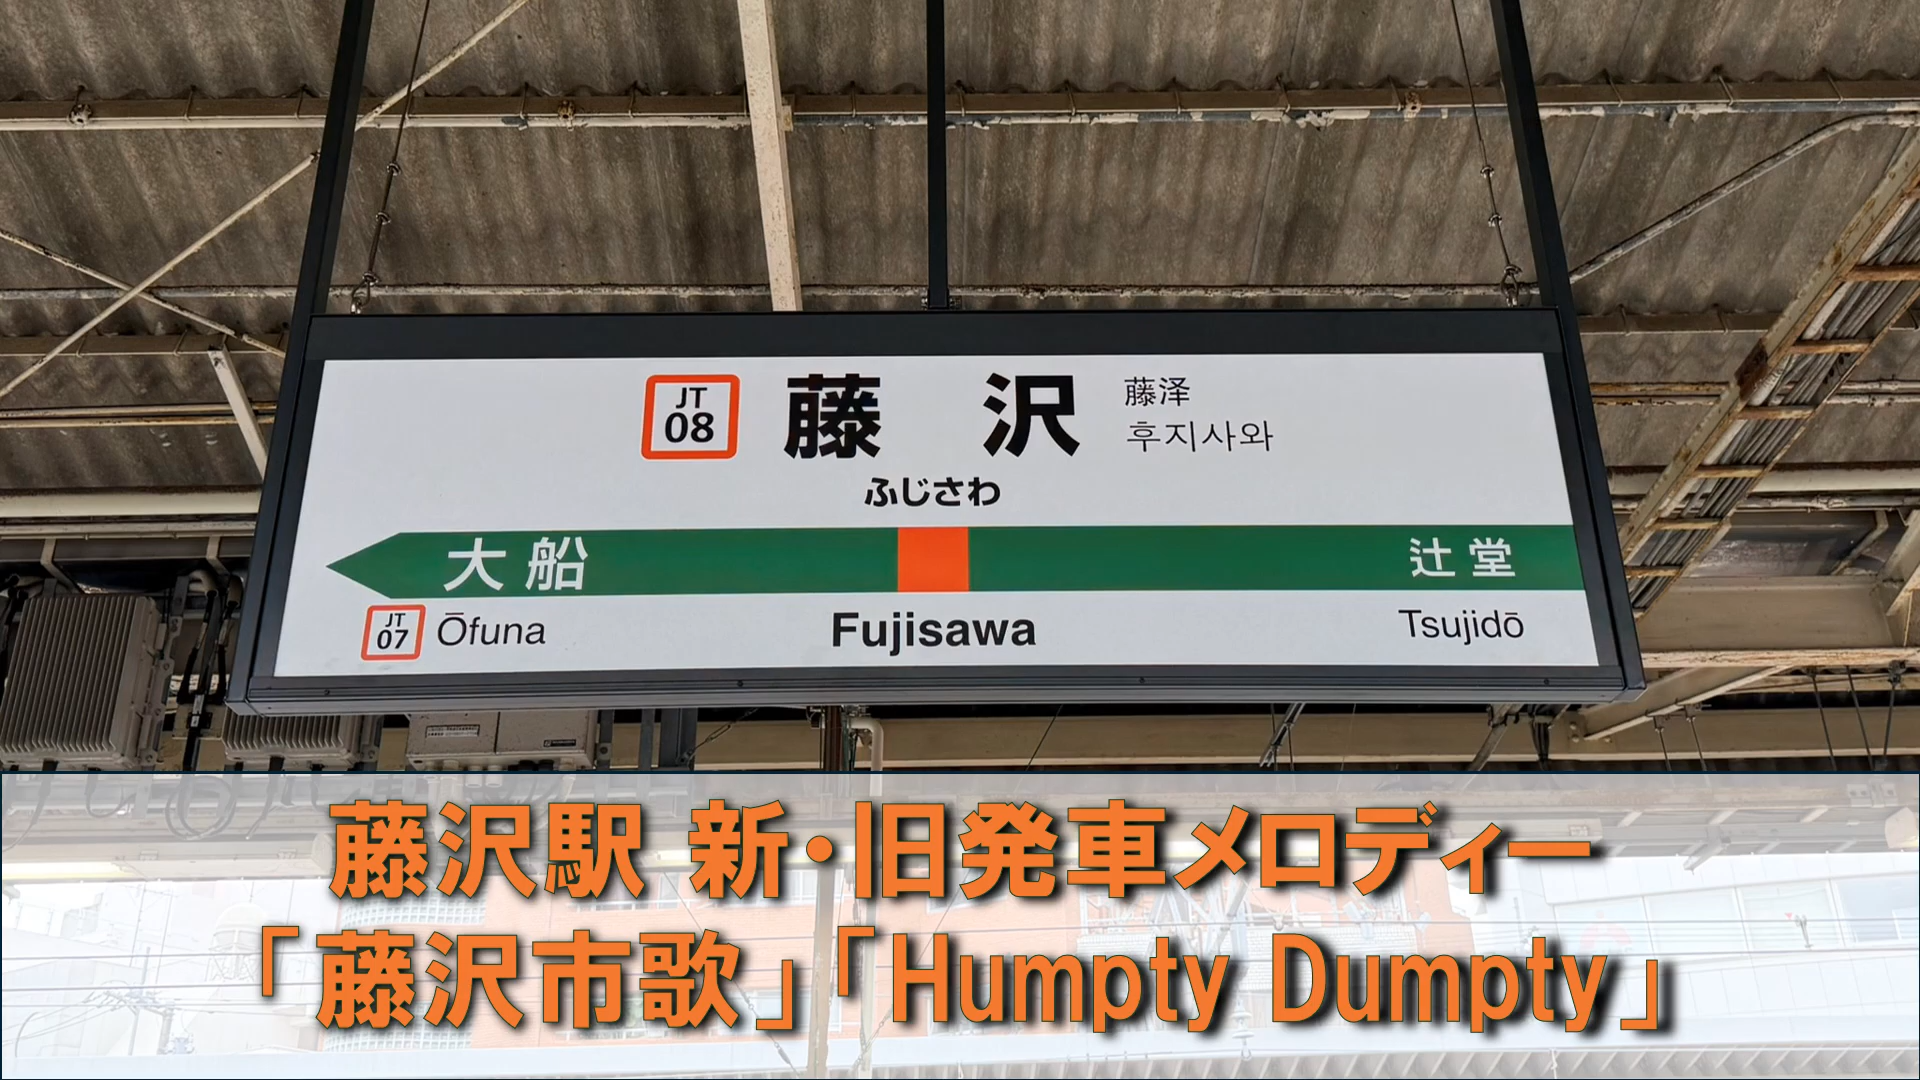 JT
08
藤沢
藤泽
후지사와
ふじさわ
大船
辻堂
JT
07
Ōfuna
Fujisawa
Tsujidō
藤沢駅 新・旧発車メロディー
「藤沢市歌」「Humpty Dumpty」